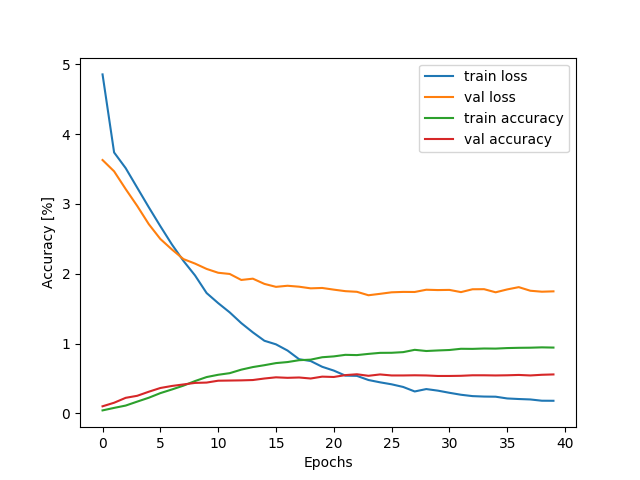 train loss
val loss
train accuracy
val accuracy
Accuracy [%]
5
4
3
2
1
0
0 5 10 15 20 25 30 35 40
Epochs